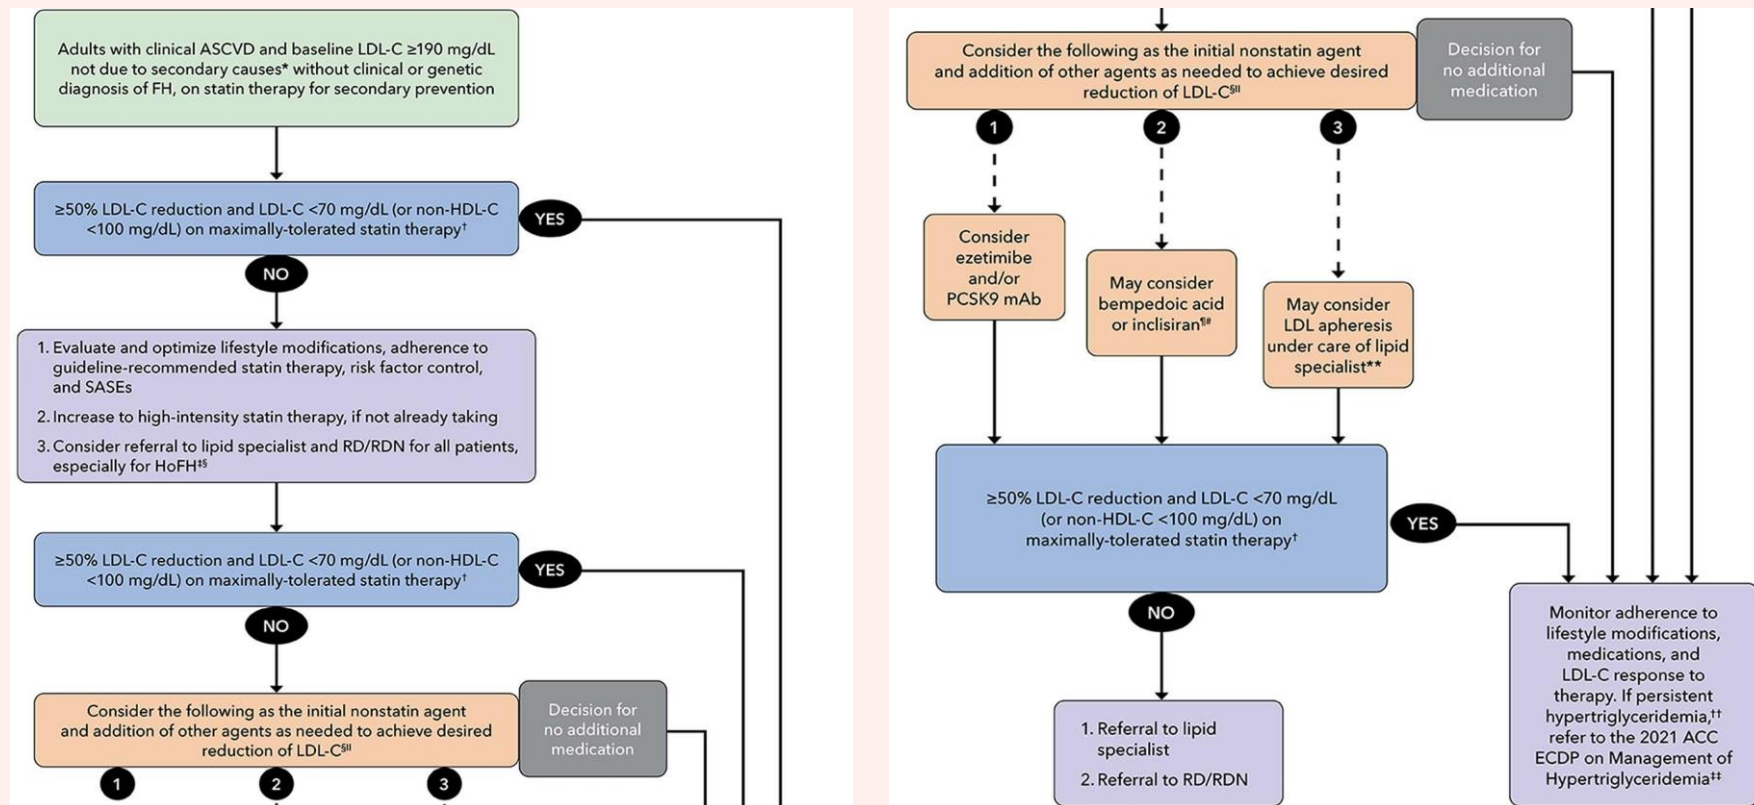 Adults with clinical ASCVD and baseline LDL-C ≥190 mg/dL
not due to secondary causes* without clinical or genetic
diagnosis of FH, on statin therapy for secondary prevention
≥50% LDL-C reduction and LDL-C <70 mg/dL (or non-HDL-C
<100 mg/dL) on maximally-tolerated statin therapy†
YES
NO
1. Evaluate and optimize lifestyle modifications, adherence to
guideline-recommended statin therapy, risk factor control,
and SASEs
2. Increase to high-intensity statin therapy, if not already taking
3. Consider referral to lipid specialist and RD/RDN for all patients,
especially for HoFH‡§
≥50% LDL-C reduction and LDL-C <70 mg/dL (or non-HDL-C
<100 mg/dL) on maximally-tolerated statin therapy†
YES
NO
Consider the following as the initial nonstatin agent
and addition of other agents as needed to achieve desired
reduction of LDL-C§||
Decision for
no additional
medication
1
2
3
Consider the following as the initial nonstatin agent
and addition of other agents as needed to achieve desired
reduction of LDL-C§||
Decision for
no additional
medication
1
2
3
Consider
ezetimibe
and/or
PCSK9 mAb
May consider
bempedoic acid
or inclisiran¶#
May consider
LDL apheresis
under care of lipid
specialist**
≥50% LDL-C reduction and LDL-C <70 mg/dL
(or non-HDL-C <100 mg/dL) on
maximally-tolerated statin therapy†
YES
NO
1. Referral to lipid
specialist
2. Referral to RD/RDN
Monitor adherence to
lifestyle modifications,
medications, and
LDL-C response to
therapy. If persistent
hypertriglyceridemia,††
refer to the 2021 ACC
ECDP on Management of
Hypertriglyceridemia‡‡